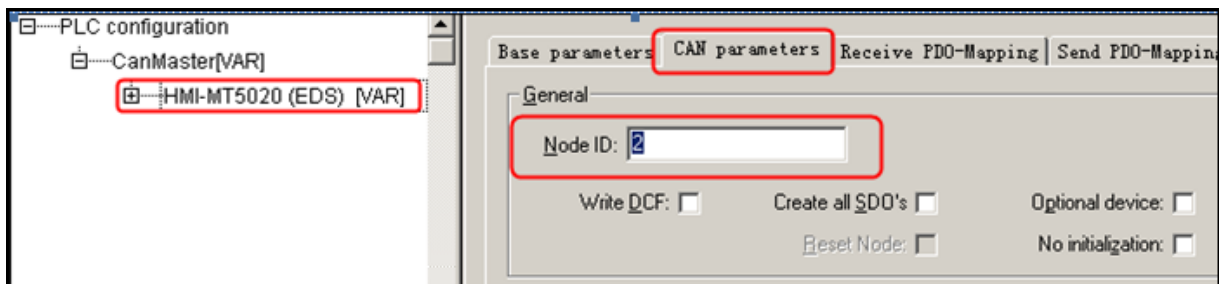 PLC configuration
CanMaster[VAR]
HMI-MT5020 (EDS) [VAR]
Base parameters CAN parameters Receive PDO-Mapping Send PDO-Mapping
General
Node ID: 2
Write DCF: Create all SDO's Optional device:
Reset Node: No initialization: